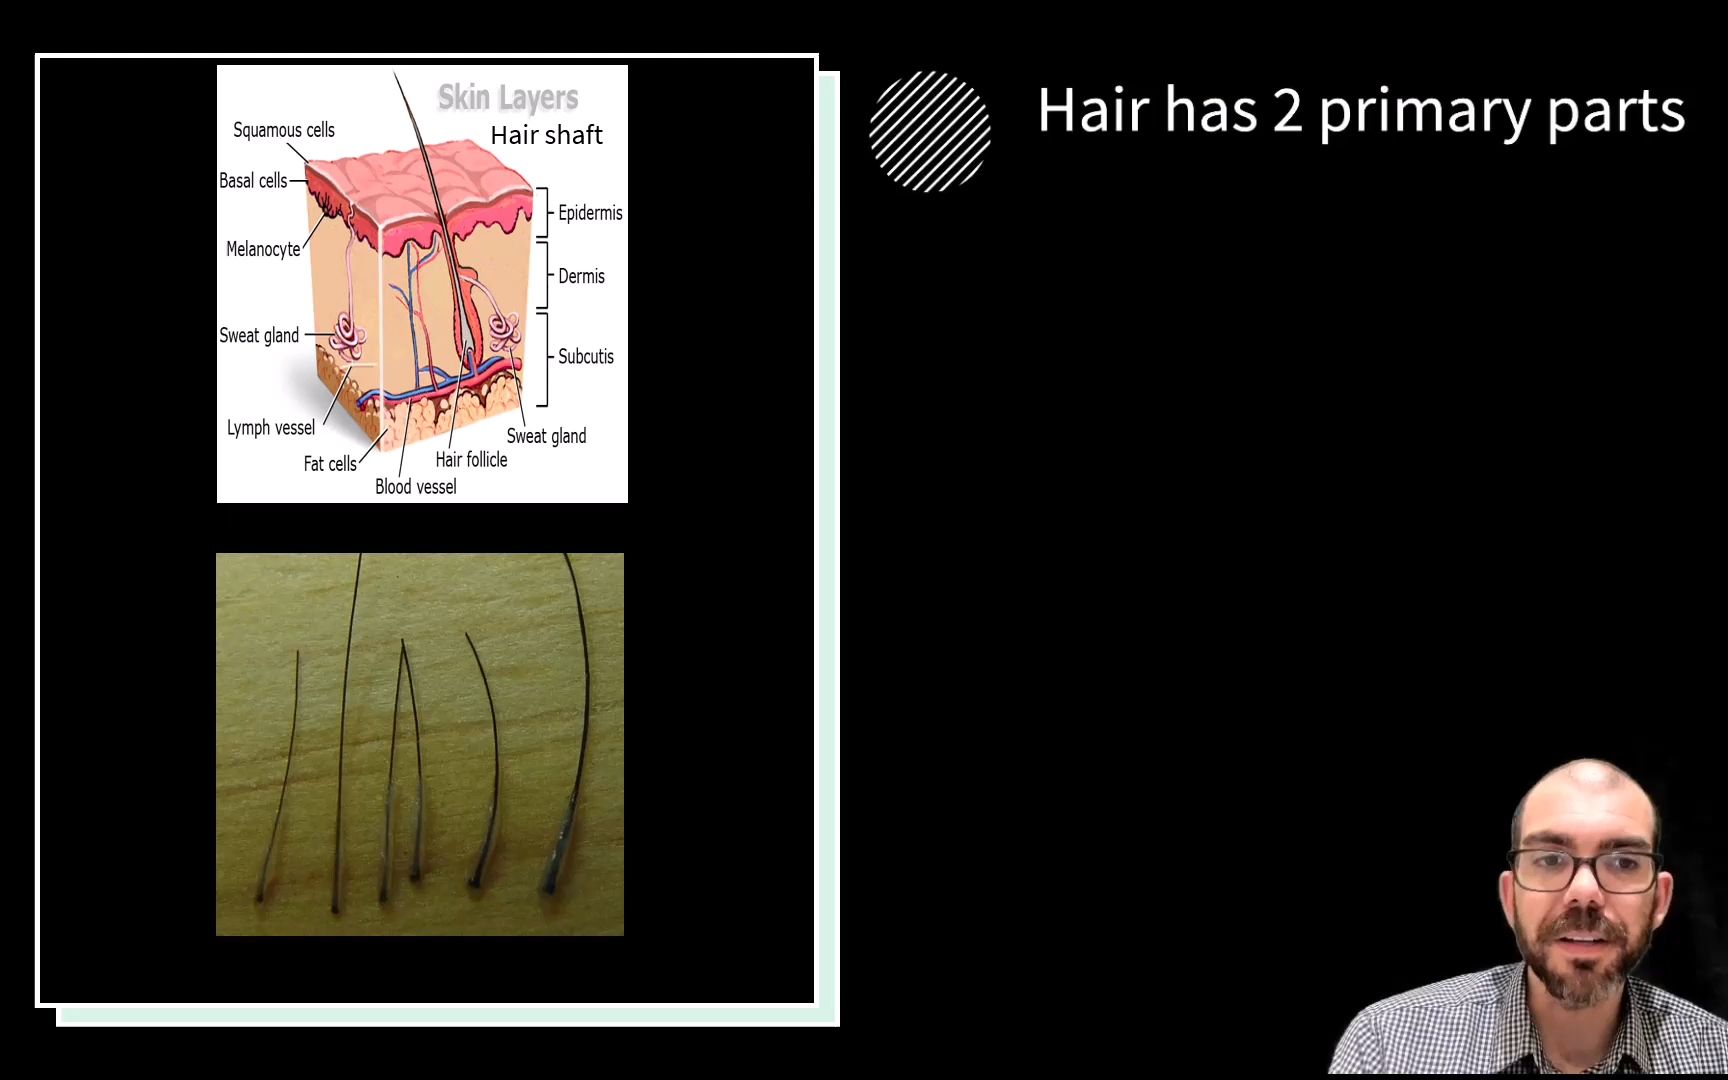 Hair has 2 primary parts
Skin Layers
Hair shaft
Squamous cells
Basal cells
Melanocyte
Sweat gland
Lymph vessel
Fat cells
Blood vessel
Hair follicle
Sweat gland
Epidermis
Dermis
Subcutis